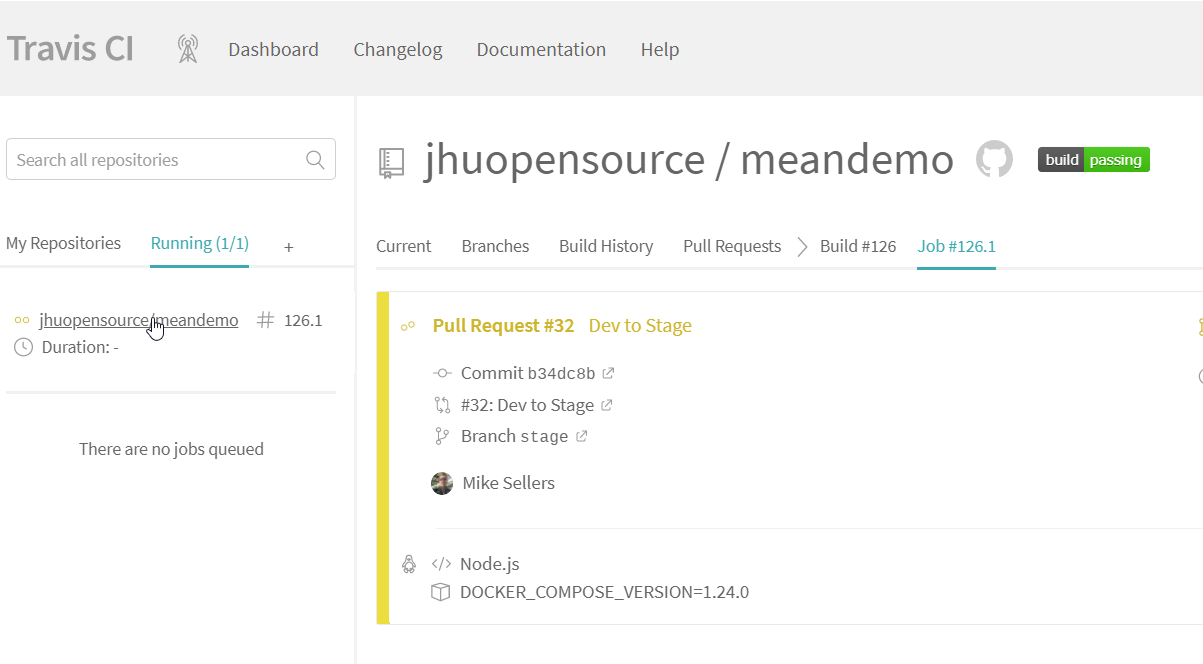 Travis CI
Dashboard Changelog Documentation Help
Search all repositories
My Repositories Running (1/1) +
jhuopensource/meandemo # 126.1
Duration: -
There are no jobs queued
jhuopensource / meandemo build passing
Current Branches Build History Pull Requests Build #126 Job #126.1
Pull Request #32 Dev to Stage
Commit b34dc8b
#32: Dev to Stage
Branch stage
Mike Sellers
</> Node.js
DOCKER_COMPOSE_VERSION=1.24.0